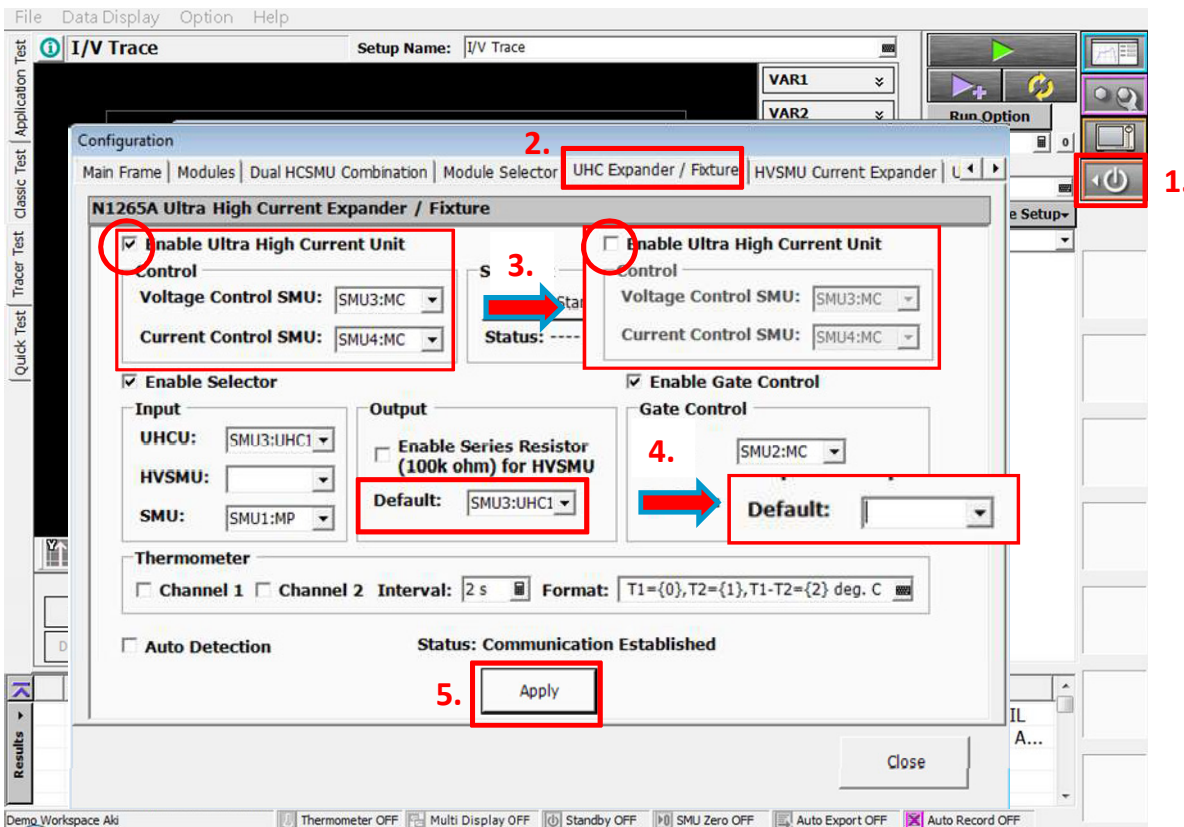 File Data Display Option Help
I/V Trace Setup Name: I/V Trace
VAR1
VAR2
Run Option
0
e Setup
Quick Test Tracer Test Classic Test Application Test
Configuration
2.
1.
Main Frame Modules Dual HCSMU Combination Module Selector UHC Expander / Fixture HVSMU Current Expander U
N1265A Ultra High Current Expander / Fixture
Enable Ultra High Current Unit
Control
Voltage Control SMU: SMU3:MC
Current Control SMU: SMU4:MC
S
Star
Status: ----
3.
Enable Ultra High Current Unit
Control
Voltage Control SMU: SMU3:MC
Current Control SMU: SMU4:MC
Enable Selector
Input
UHCU: SMU3:UHC1
HVSMU:
SMU: SMU1:MP
Output
Enable Series Resistor
(100k ohm) for HVSMU
Default: SMU3:UHC1
Enable Gate Control
Gate Control
SMU2:MC
4.
Default:
Thermometer
Channel 1 Channel 2 Interval: 2 s Format: T1={0},T2={1},T1-T2={2} deg. C
Auto Detection Status: Communication Established
5.
Apply
Close
Results
IL
A...
D
Y
Demo Workspace Aki Thermometer OFF Multi Display OFF Standby OFF SMU Zero OFF Auto Export OFF Auto Record OFF